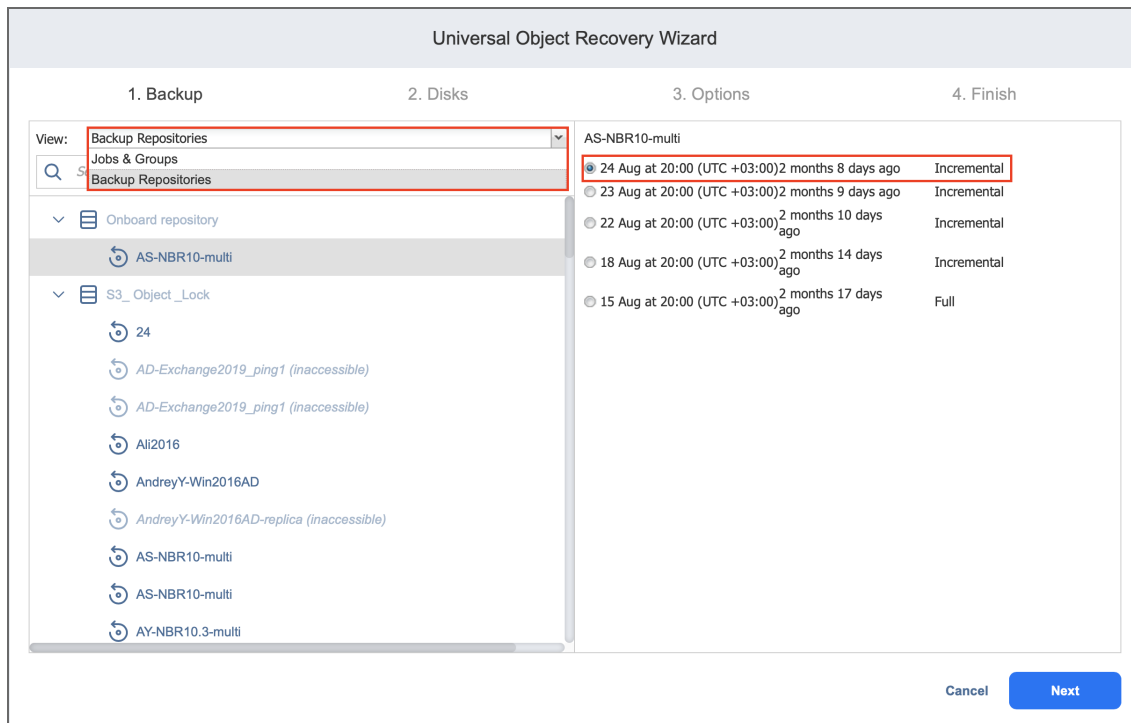 Universal Object Recovery Wizard
1. Backup
2. Disks
3. Options
4. Finish
View:
Backup Repositories
Jobs & Groups
Backup Repositories
Onboard repository
AS-NBR10-multi
S3_ Object _Lock
24
AD-Exchange2019_ping1 (inaccessible)
AD-Exchange2019_ping1 (inaccessible)
Ali2016
AndreyY-Win2016AD
AndreyY-Win2016AD-replica (inaccessible)
AS-NBR10-multi
AS-NBR10-multi
AY-NBR10.3-multi
AS-NBR10-multi
24 Aug at 20:00 (UTC +03:00)2 months 8 days ago Incremental
23 Aug at 20:00 (UTC +03:00)2 months 9 days ago Incremental
22 Aug at 20:00 (UTC +03:00)2 months 10 days
ago
Incremental
18 Aug at 20:00 (UTC +03:00)2 months 14 days
ago
Incremental
15 Aug at 20:00 (UTC +03:00)2 months 17 days
ago
Full
Cancel
Next